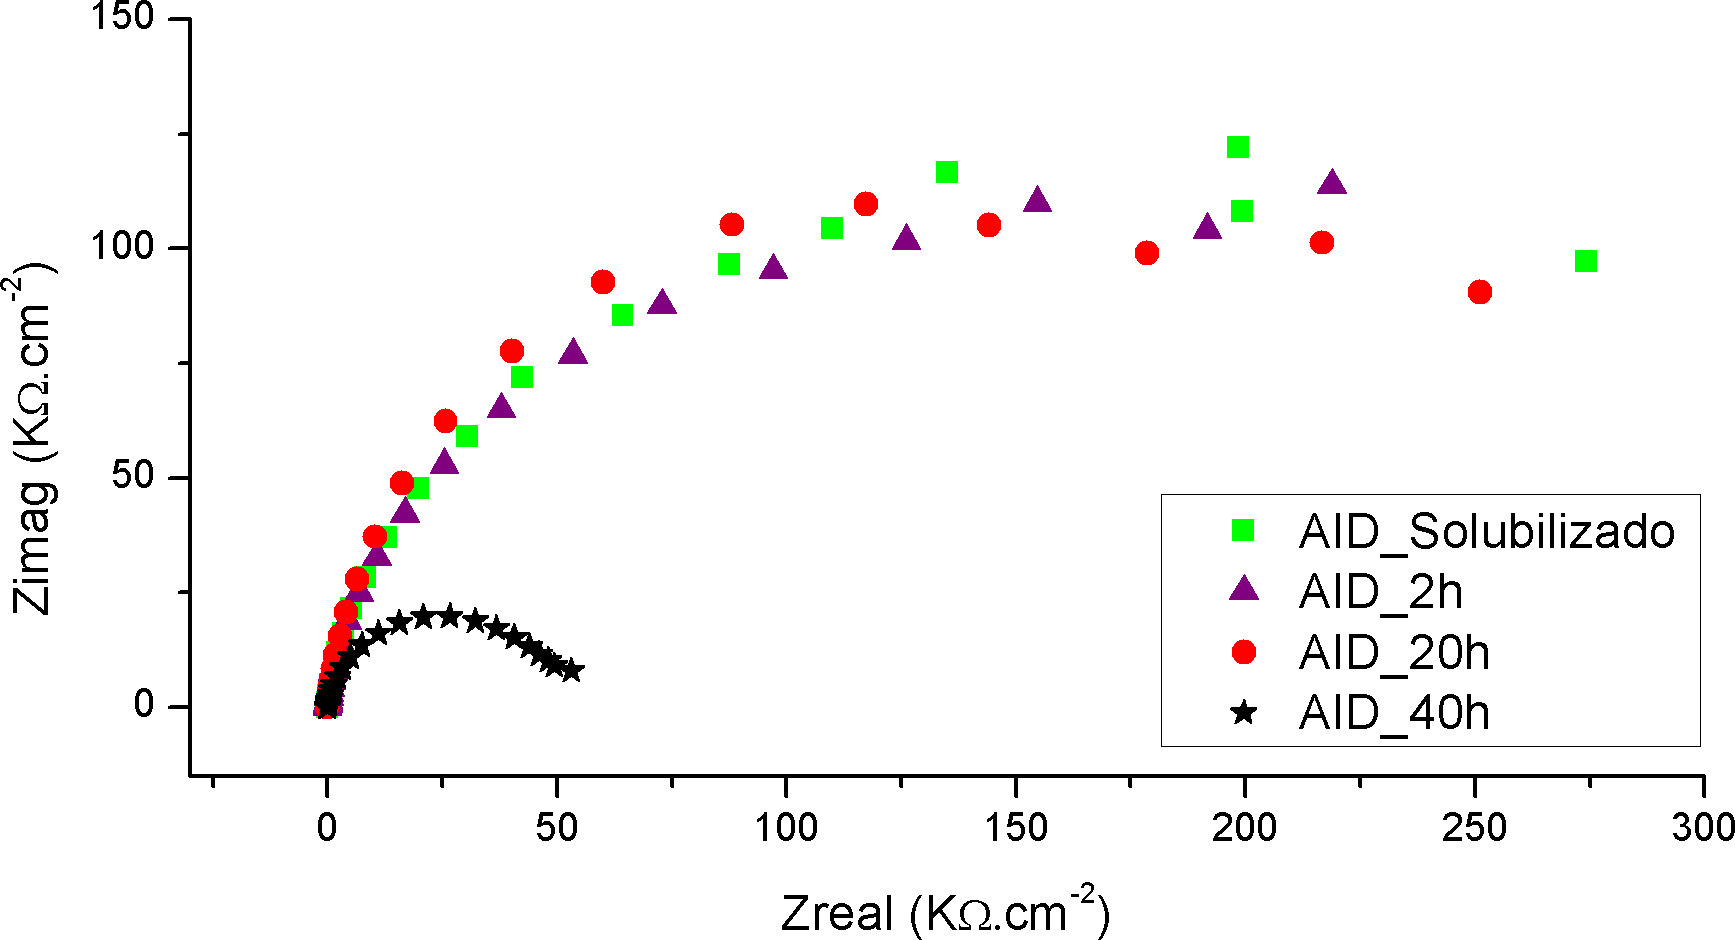 150
100
50
0
Zimag (KΩ.cm⁻²)
AID_Solubilizado
AID_2h
AID_20h
AID_40h
0 50 100 150 200 250 300
Zreal (KΩ.cm⁻²)